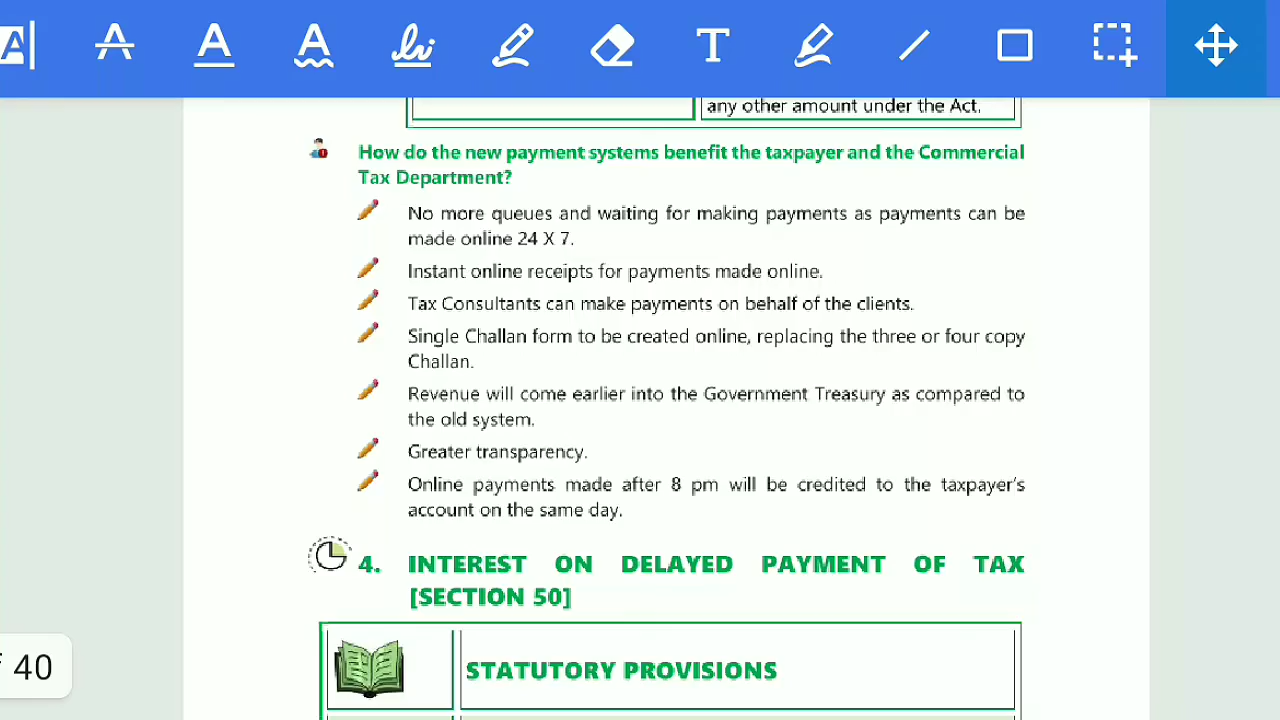 A
A
A
A
T
any other amount under the Act.
How do the new payment systems benefit the taxpayer and the Commercial
Tax Department?
No more queues and waiting for making payments as payments can be
made online 24 X 7.
Instant online receipts for payments made online.
Tax Consultants can make payments on behalf of the clients.
Single Challan form to be created online, replacing the three or four copy
Challan.
Revenue will come earlier into the Government Treasury as compared to
the old system.
Greater transparency.
Online payments made after 8 pm will be credited to the taxpayer's
account on the same day.
4. INTEREST ON DELAYED PAYMENT OF TAX
[SECTION 50]
40
STATUTORY PROVISIONS